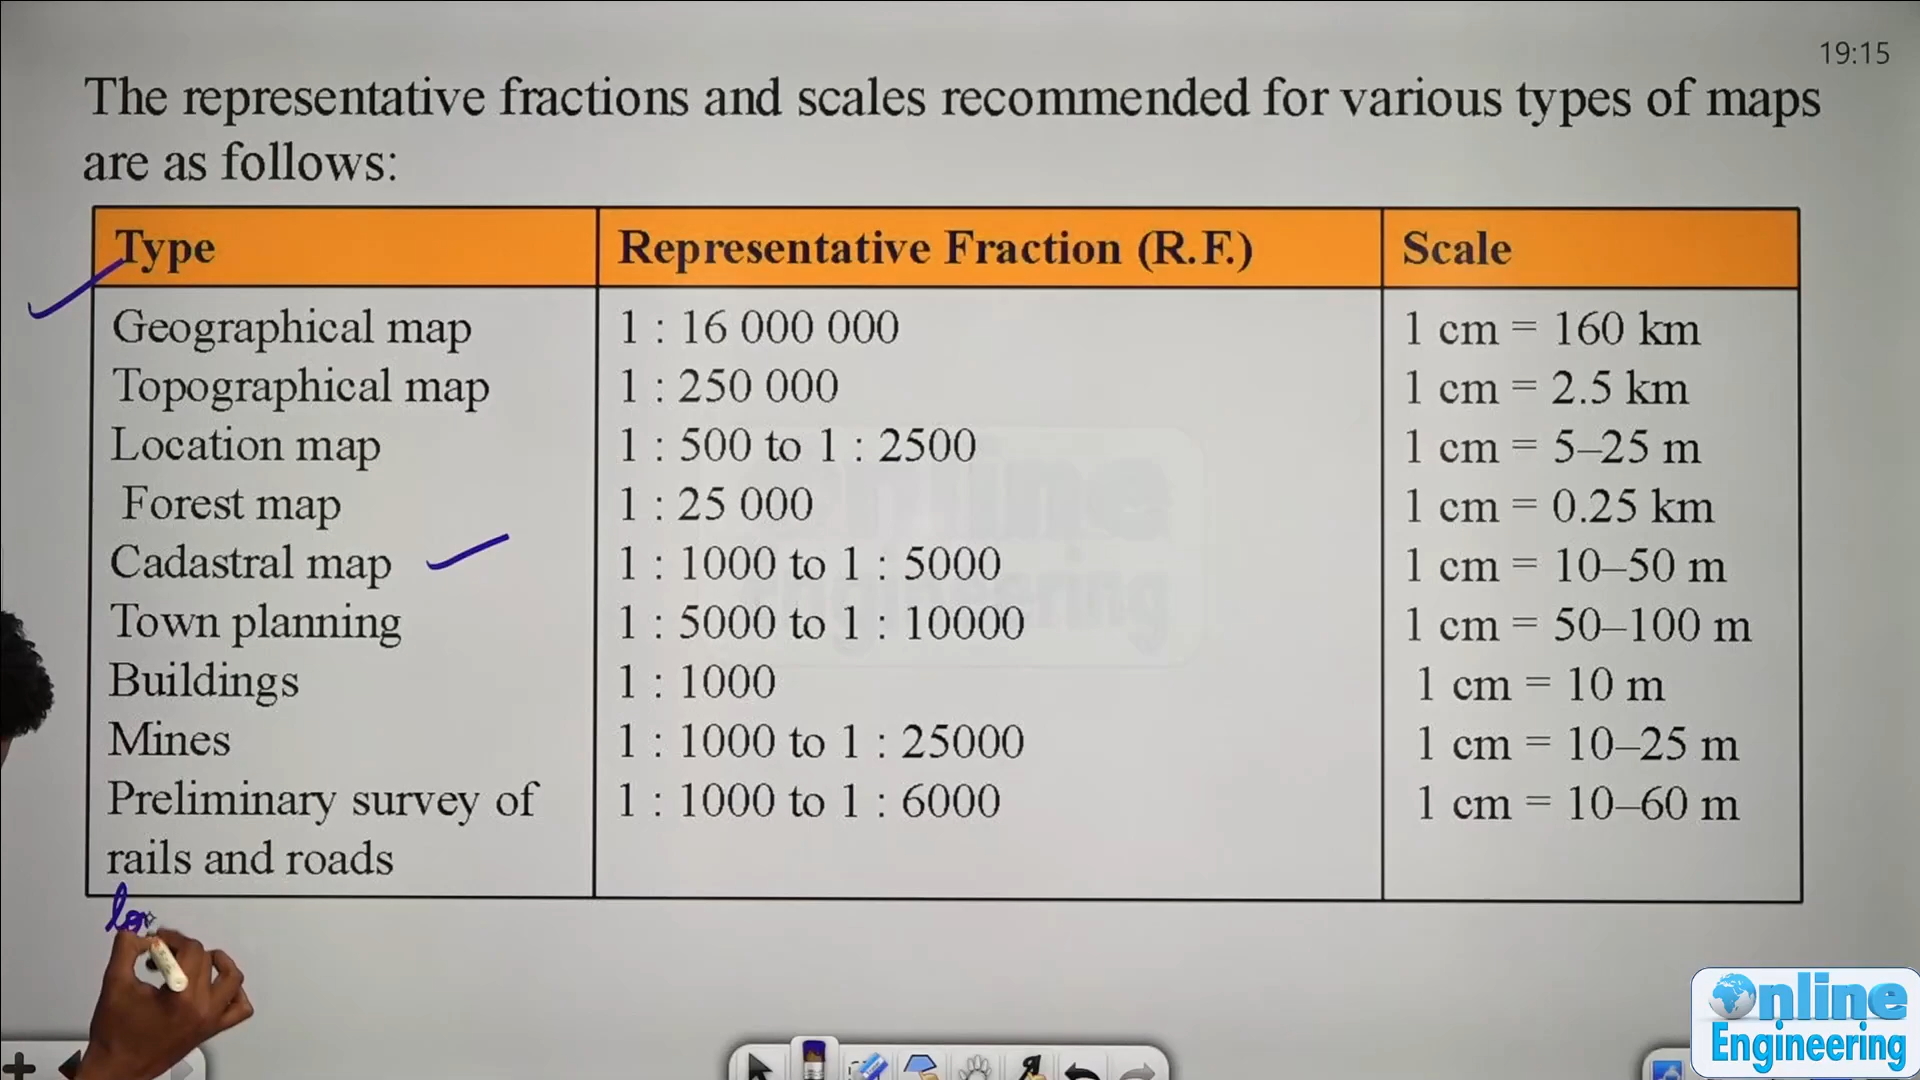 19:15
The representative fractions and scales recommended for various types of maps
are as follows:
Type Representative Fraction (R.F.) Scale
Geographical map 1 : 16 000 000 1 cm = 160 km
Topographical map 1 : 250 000 1 cm = 2.5 km
Location map 1 : 500 to 1 : 2500 1 cm = 5–25 m
Forest map 1 : 25 000 1 cm = 0.25 km
Cadastral map 1 : 1000 to 1 : 5000 1 cm = 10–50 m
Town planning 1 : 5000 to 1 : 10000 1 cm = 50–100 m
Buildings 1 : 1000 1 cm = 10 m
Mines 1 : 1000 to 1 : 25000 1 cm = 10–25 m
Preliminary survey of 1 : 1000 to 1 : 6000 1 cm = 10–60 m
rails and roads
Online
Engineering
Online
Engineering